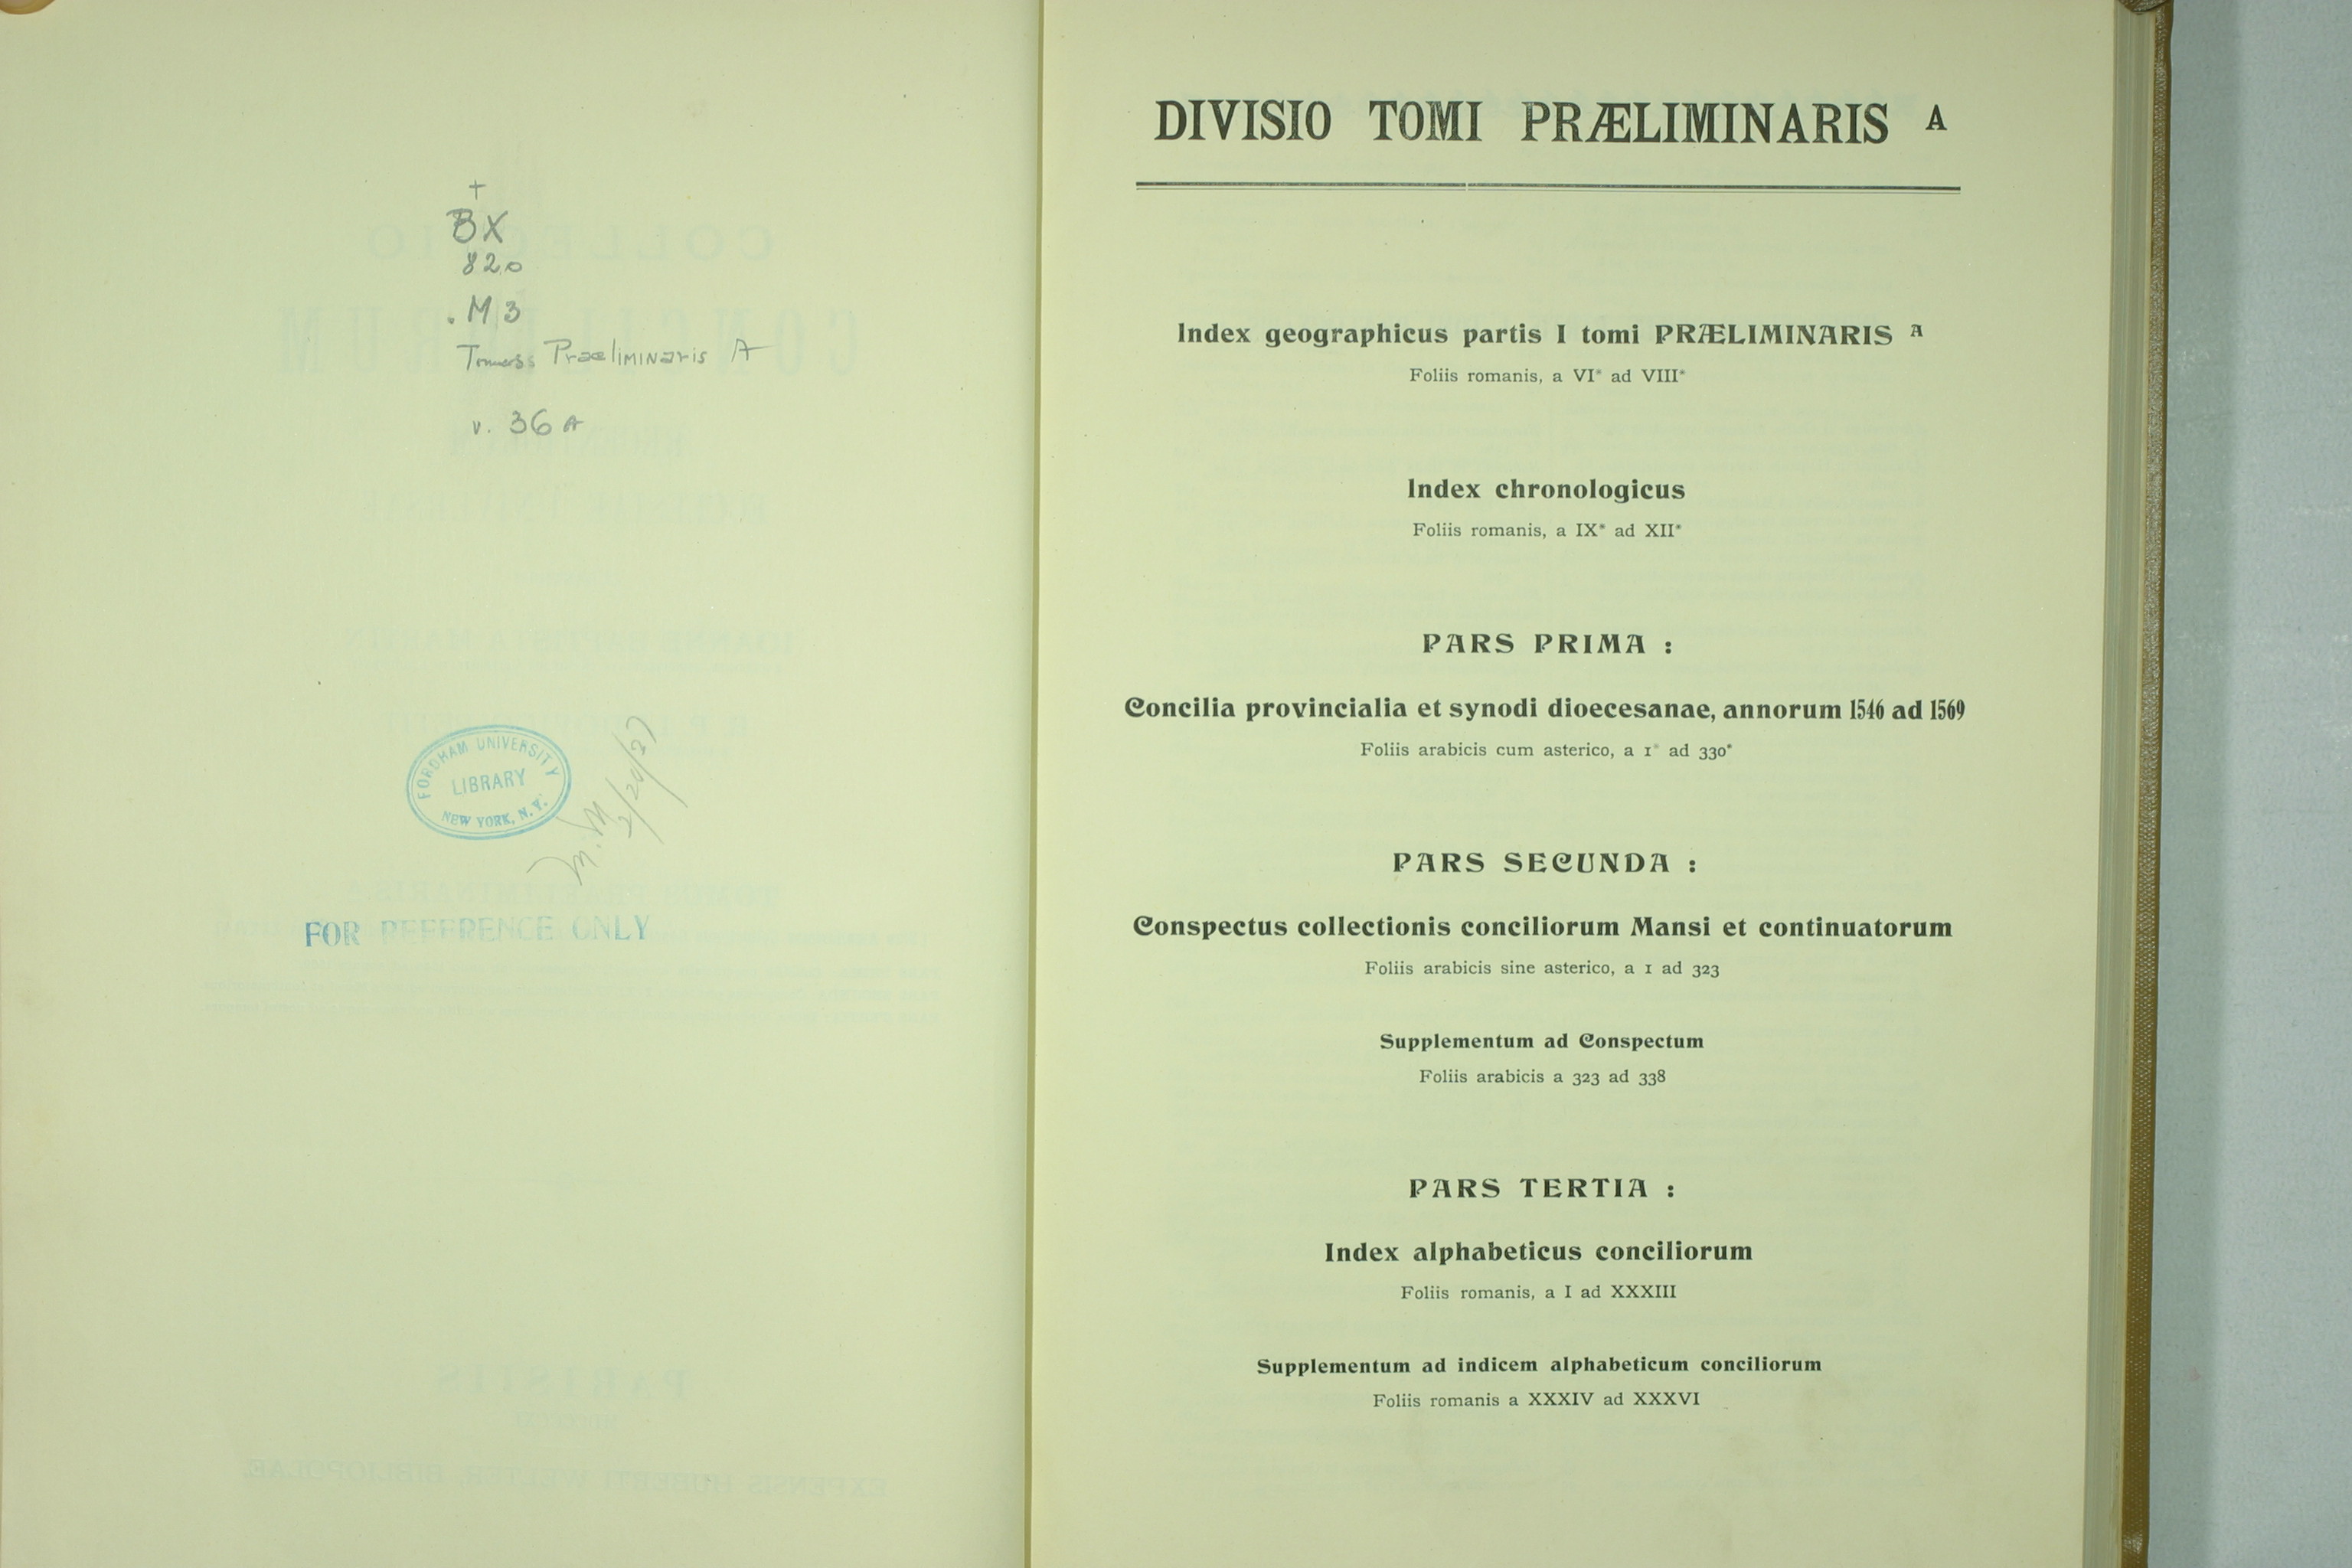 +
BX
820
.M3
Tomus Praeliminaris A
v. 36 A
FORDHAM UNIVERSITY
LIBRARY
NEW YORK, N. Y.
M. M 2/20/27
FOR REFERENCE ONLY
DIVISIO TOMI PRÆLIMINARIS A
Index geographicus partis I tomi PRÆLIMINARIS A
Foliis romanis, a VI* ad VIII*
Index chronologicus
Foliis romanis, a IX* ad XII*
PARS PRIMA :
Concilia provincialia et synodi dioecesanae, annorum 1546 ad 1569
Foliis arabicis cum asterico, a 1* ad 330*
PARS SECUNDA :
Conspectus collectionis conciliorum Mansi et continuatorum
Foliis arabicis sine asterico, a 1 ad 323
Supplementum ad Conspectum
Foliis arabicis a 323 ad 338
PARS TERTIA :
Index alphabeticus conciliorum
Foliis romanis, a I ad XXXIII
Supplementum ad indicem alphabeticum conciliorum
Foliis romanis a XXXIV ad XXXVI